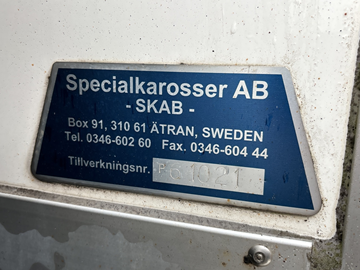 Specialkarosser AB
- SKAB -
Box 91, 310 61 ÄTRAN, SWEDEN
Tel. 0346-602 60 Fax. 0346-604 44
Tillverkningsnr.